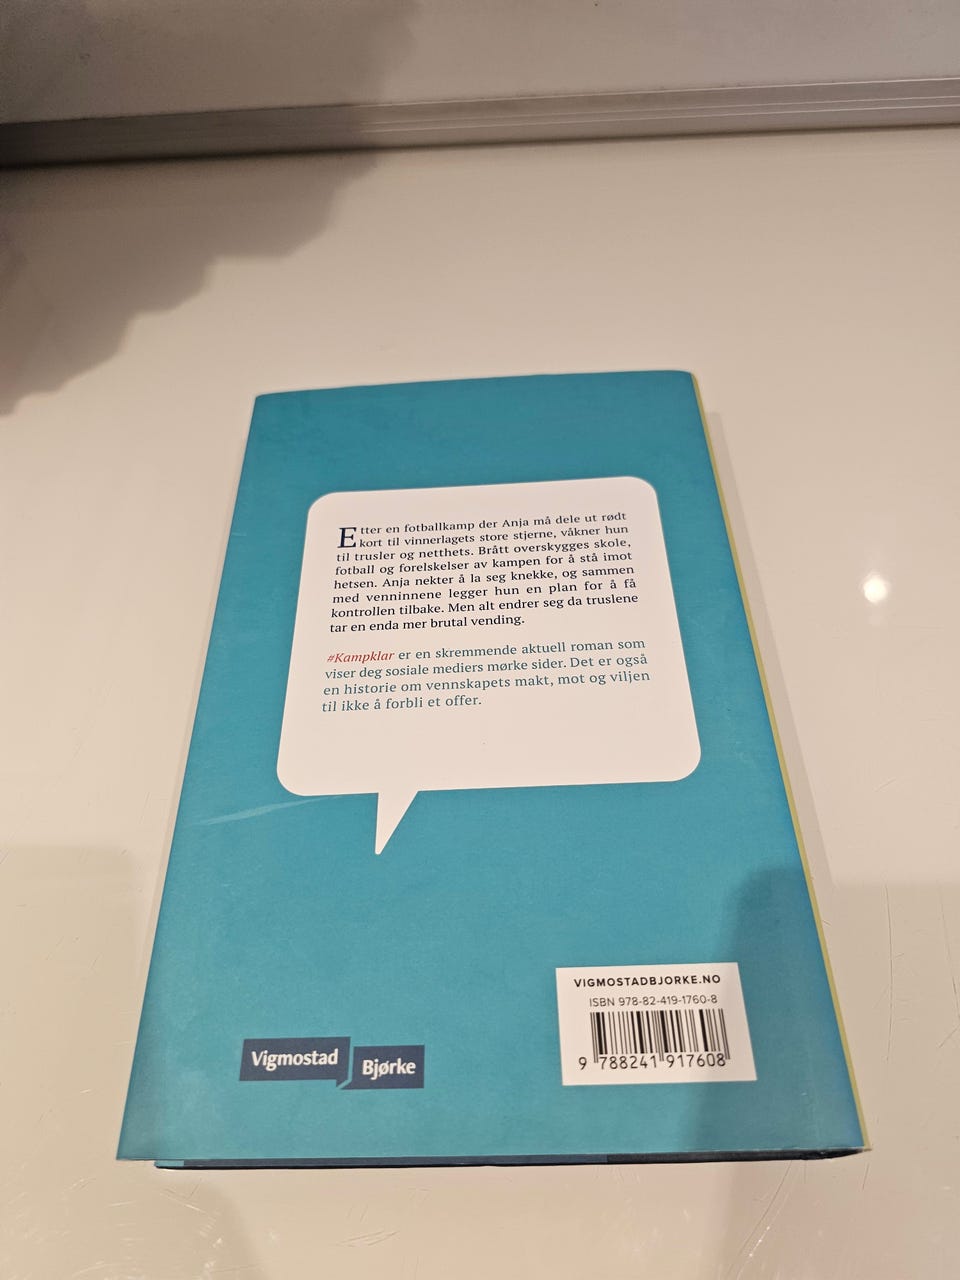 Etter en fotballkamp der Anja må dele ut rødt
kort til vinnerlagets store stjerne, våkner hun
til trusler og netthets. Brått overskygges skole,
fotball og forelskelser av kampen for å stå imot
hetsen. Anja nekter å la seg knekke, og sammen
med venninnene legger hun en plan for å få
kontrollen tilbake. Men alt endrer seg da truslene
tar en enda mer brutal vending.
#Kampklar er en skremmende aktuell roman som
viser deg sosiale mediers mørke sider. Det er også
en historie om vennskapets makt, mot og viljen
til ikke å forbli et offer.
VIGMOSTADBJORKE.NO
ISBN 978-82-419-1760-8
9 788241 917608
Vigmostad
Bjørke